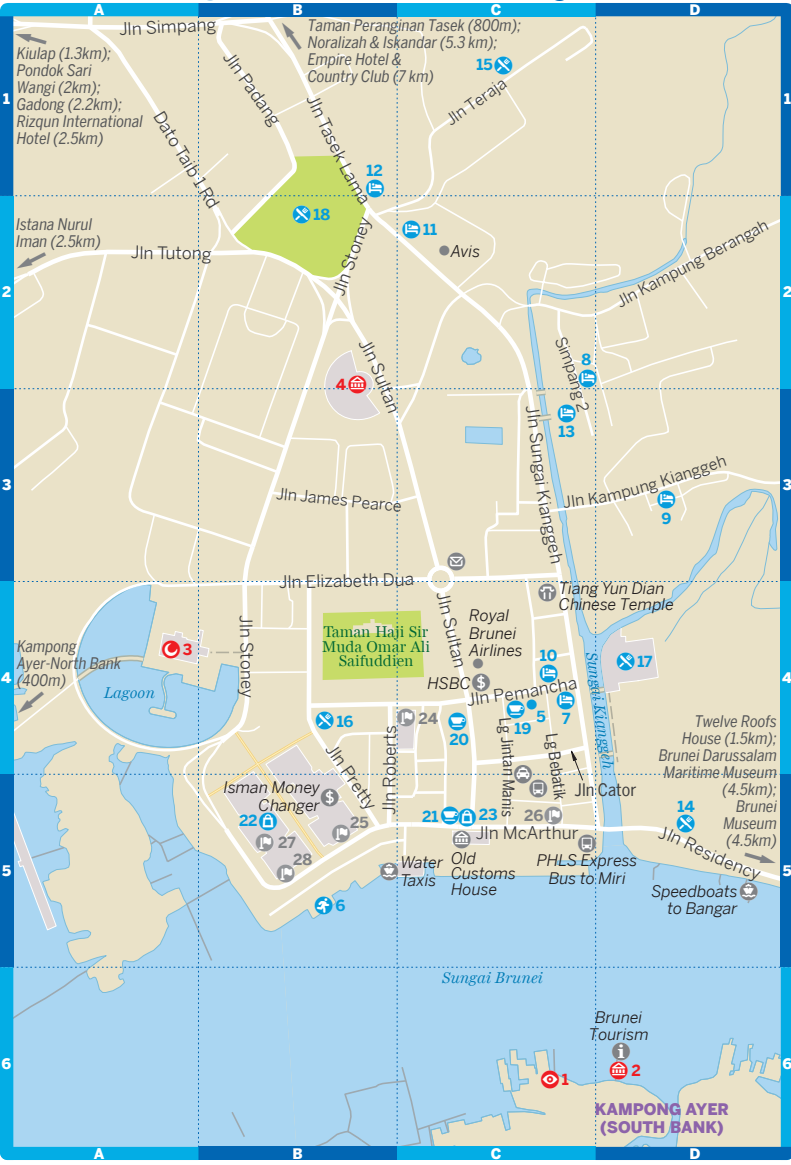 A
B
C
D
Jln Simpang
Taman Peranginan Tasek (800m);
Noralizah & Iskandar (5.3 km);
Empire Hotel &
Country Club (7 km)
Kiulap (1.3km);
Pondok Sari
Wangi (2km);
Gadong (2.2km);
Rizqun International
Hotel (2.5km)
Jln Padang
15
Jln Teraja
1
1
Jln Tasek Lama
Dato Taib 1 Rd
12
18
11
Istana Nurul
Iman (2.5km)
Jln Tutong
Jln Stoney
Avis
Jln Kampung Berangah
2
2
Simpang 2
8
Jln Sultan
4
13
Jln Sungai Kianggeh
Jln Kampung Kianggeh
3
3
Jln James Pearce
9
Jln Elizabeth Dua
Tiang Yun Dian
Chinese Temple
Jln Stoney
Taman Haji Sir
Muda Omar Ali
Saifuddien
Jln Sultan
Royal
Brunei
Airlines
3
Kampong
Ayer-North Bank
(400m)
10
17
Sungai Kianggeh
4
4
HSBC
$
Lagoon
Jln Pemancha
16
24
20
19
5
7
Twelve Roofs
House (1.5km);
Brunei Darussalam
Maritime Museum
(4.5km);
Brunei
Museum
(4.5km)
Jln Pretty
Jln Roberts
Lg Jintan Manis
Lg Bebatik
Isman Money
Changer
$
Jln Cator
14
22
25
21
23
26
27
Jln McArthur
Jln Residency
28
Water
Taxis
Old
Customs
House
PHLS Express
Bus to Miri
5
5
Speedboats
to Bangar
6
Sungai Brunei
Brunei
Tourism
i
6
6
1
2
KAMPONG AYER
(SOUTH BANK)
A
B
C
D